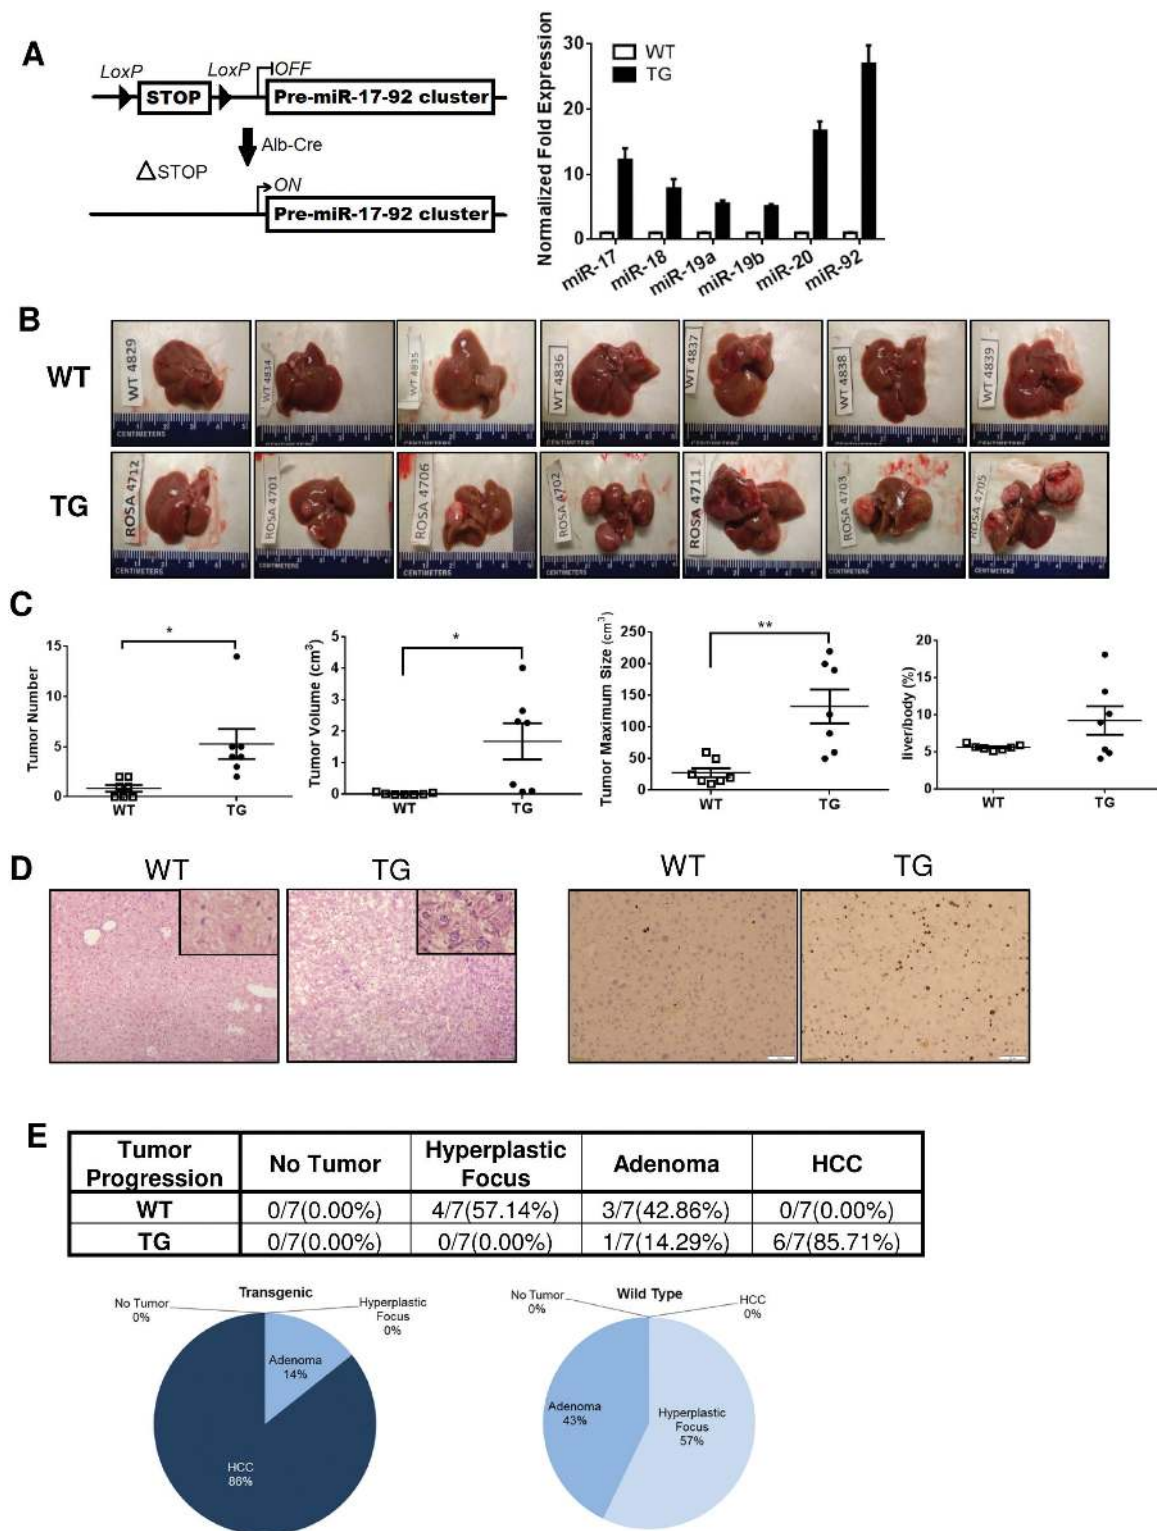 A
LoxP LoxP OFF
STOP Pre-miR-17-92 cluster
Alb-Cre
△STOP
ON
Pre-miR-17-92 cluster
Normalized Fold Expression
30
20
10
0
WT
TG
miR-17 miR-18 miR-19a miR-19b miR-20 miR-92
B
WT
WT 4829 WT 4834 WT 4835 WT 4836 WT 4837 WT 4838 WT 4839
CENTIMETERS
TG
ROSA 4712 ROSA 4701 ROSA 4706 ROSA 4702 ROSA 4711 ROSA 4703 ROSA 4705
CENTIMETERS
C
Tumor Number
15
10
5
0
*
WT TG
Tumor Volume (cm³)
5
4
3
2
1
0
*
WT TG
Tumor Maximum Size (cm³)
250
200
150
100
50
0
**
WT TG
liver/body (%)
20
15
10
5
0
WT TG
D
WT TG WT TG
E
Tumor Progression No Tumor Hyperplastic Focus Adenoma HCC
WT 0/7(0.00%) 4/7(57.14%) 3/7(42.86%) 0/7(0.00%)
TG 0/7(0.00%) 0/7(0.00%) 1/7(14.29%) 6/7(85.71%)
Transgenic
No Tumor
0%
Hyperplastic
Focus
0%
Adenoma
14%
HCC
86%
Wild Type
No Tumor
0%
HCC
0%
Adenoma
43%
Hyperplastic
Focus
57%